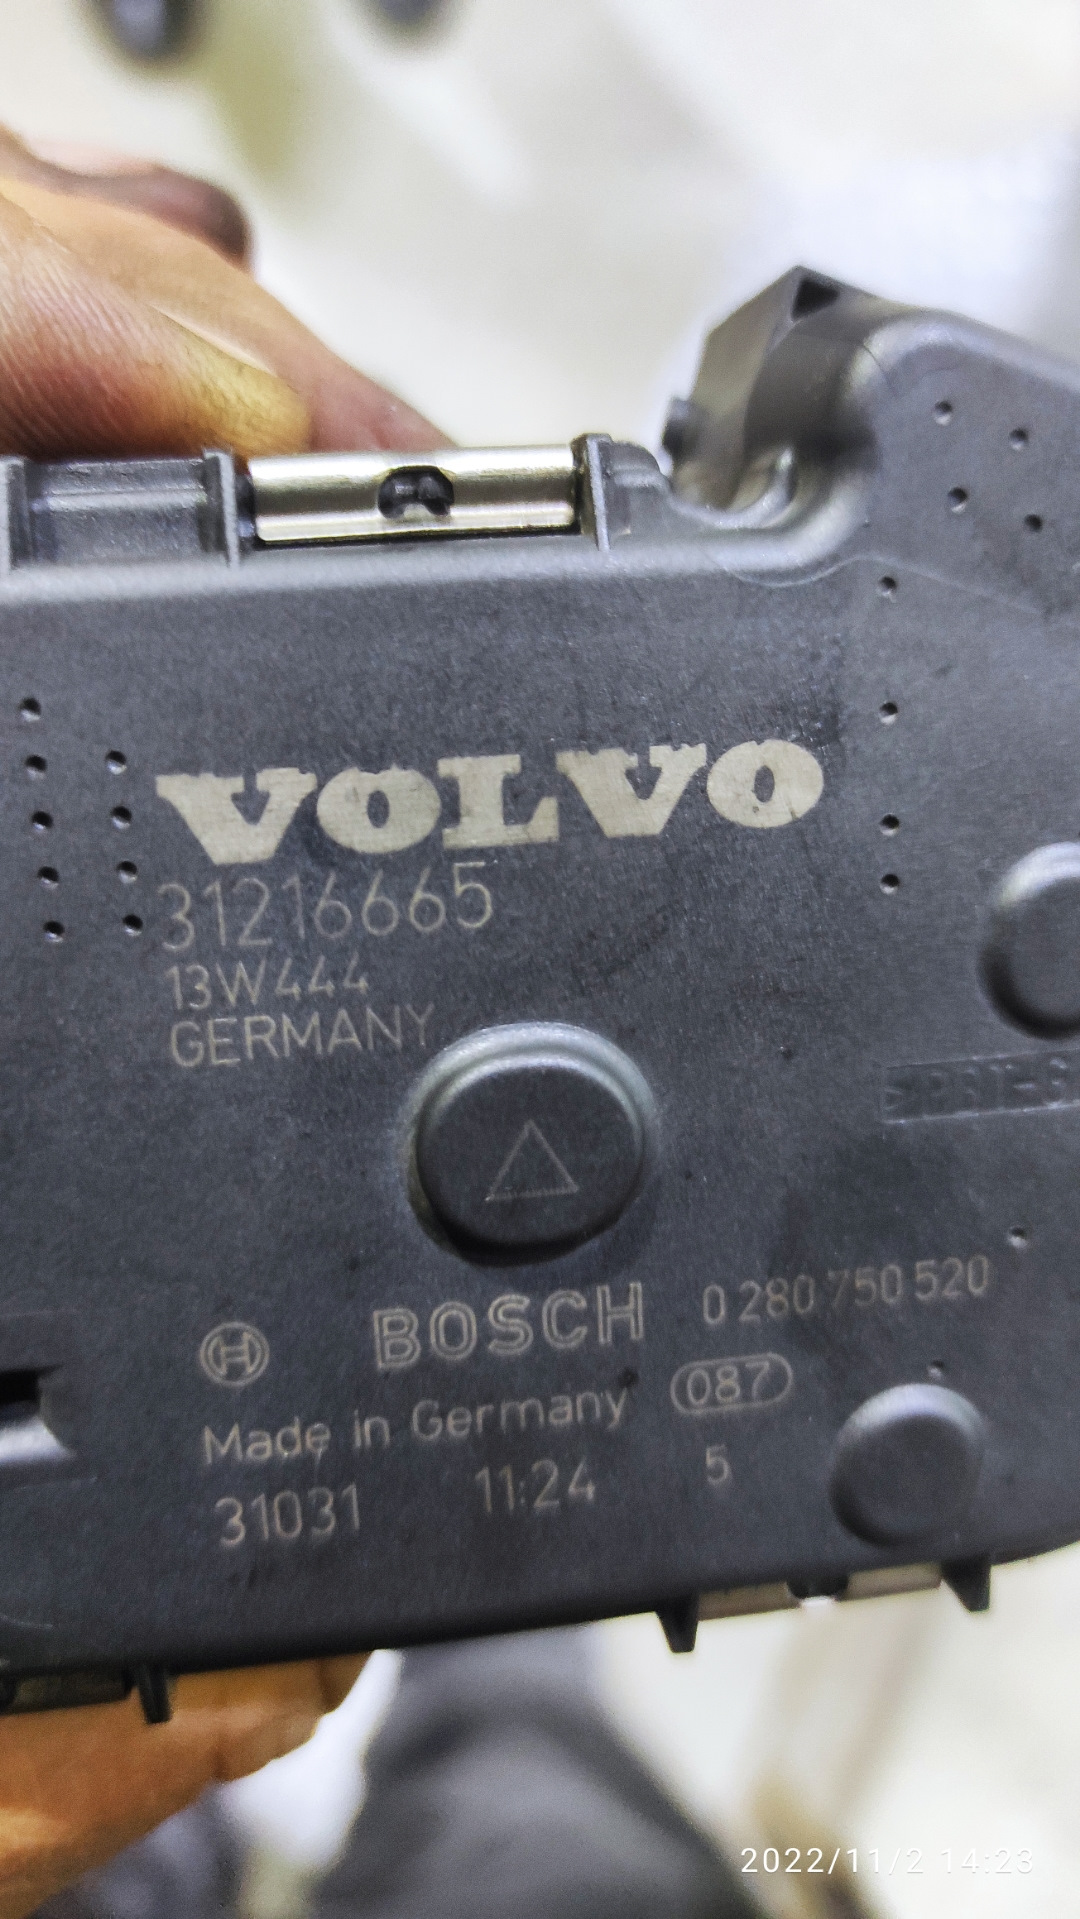 VOLVO
31216665
13W444
GERMANY
BOSCH 0 280 750 520
Made in Germany 087
31031 11:24 5
2022/11/2 14:23